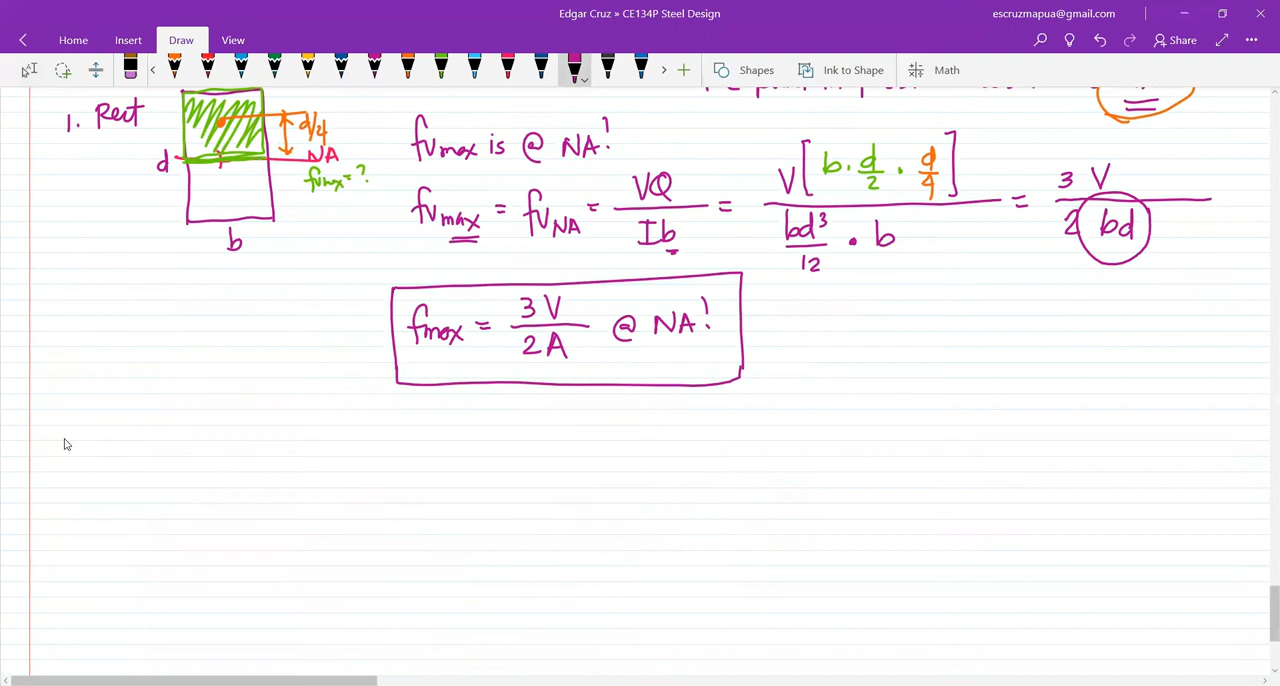 Edgar Cruz » CE134P Steel Design
escruzmapua@gmail.com
Home Insert Draw View
Share
Shapes Ink to Shape Math
1. Rect
d/4
NA
d
fvmax = ?
b
fvmax is @ NA!
fvmax = fvNA = VQ / Ib = V[b · d/2 · d/4] / (bd³/12 · b) = 3V / 2bd
fmax = 3V / 2A @ NA!